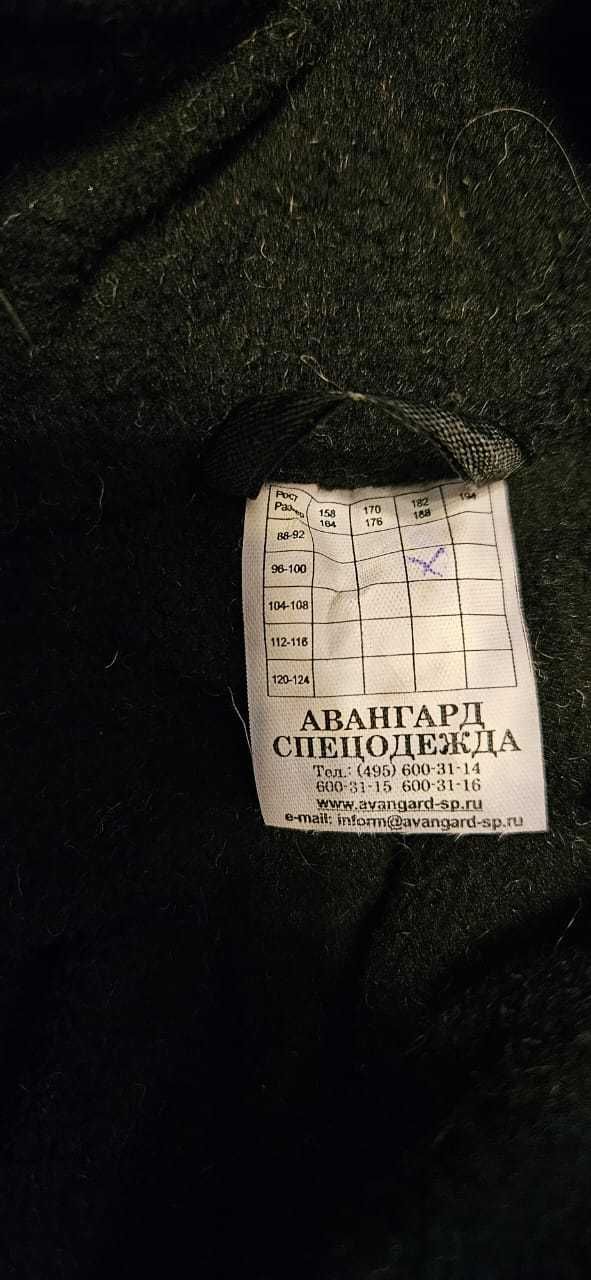 Рост
Размер
158 170 182 194
164 176 188
88-92
96-100
104-108
112-116
120-124
АВАНГАРД
СПЕЦОДЕЖДА
Тел.: (495) 600-31-14
600-31-15 600-31-16
www.avangard-sp.ru
e-mail: inform@avangard-sp.ru